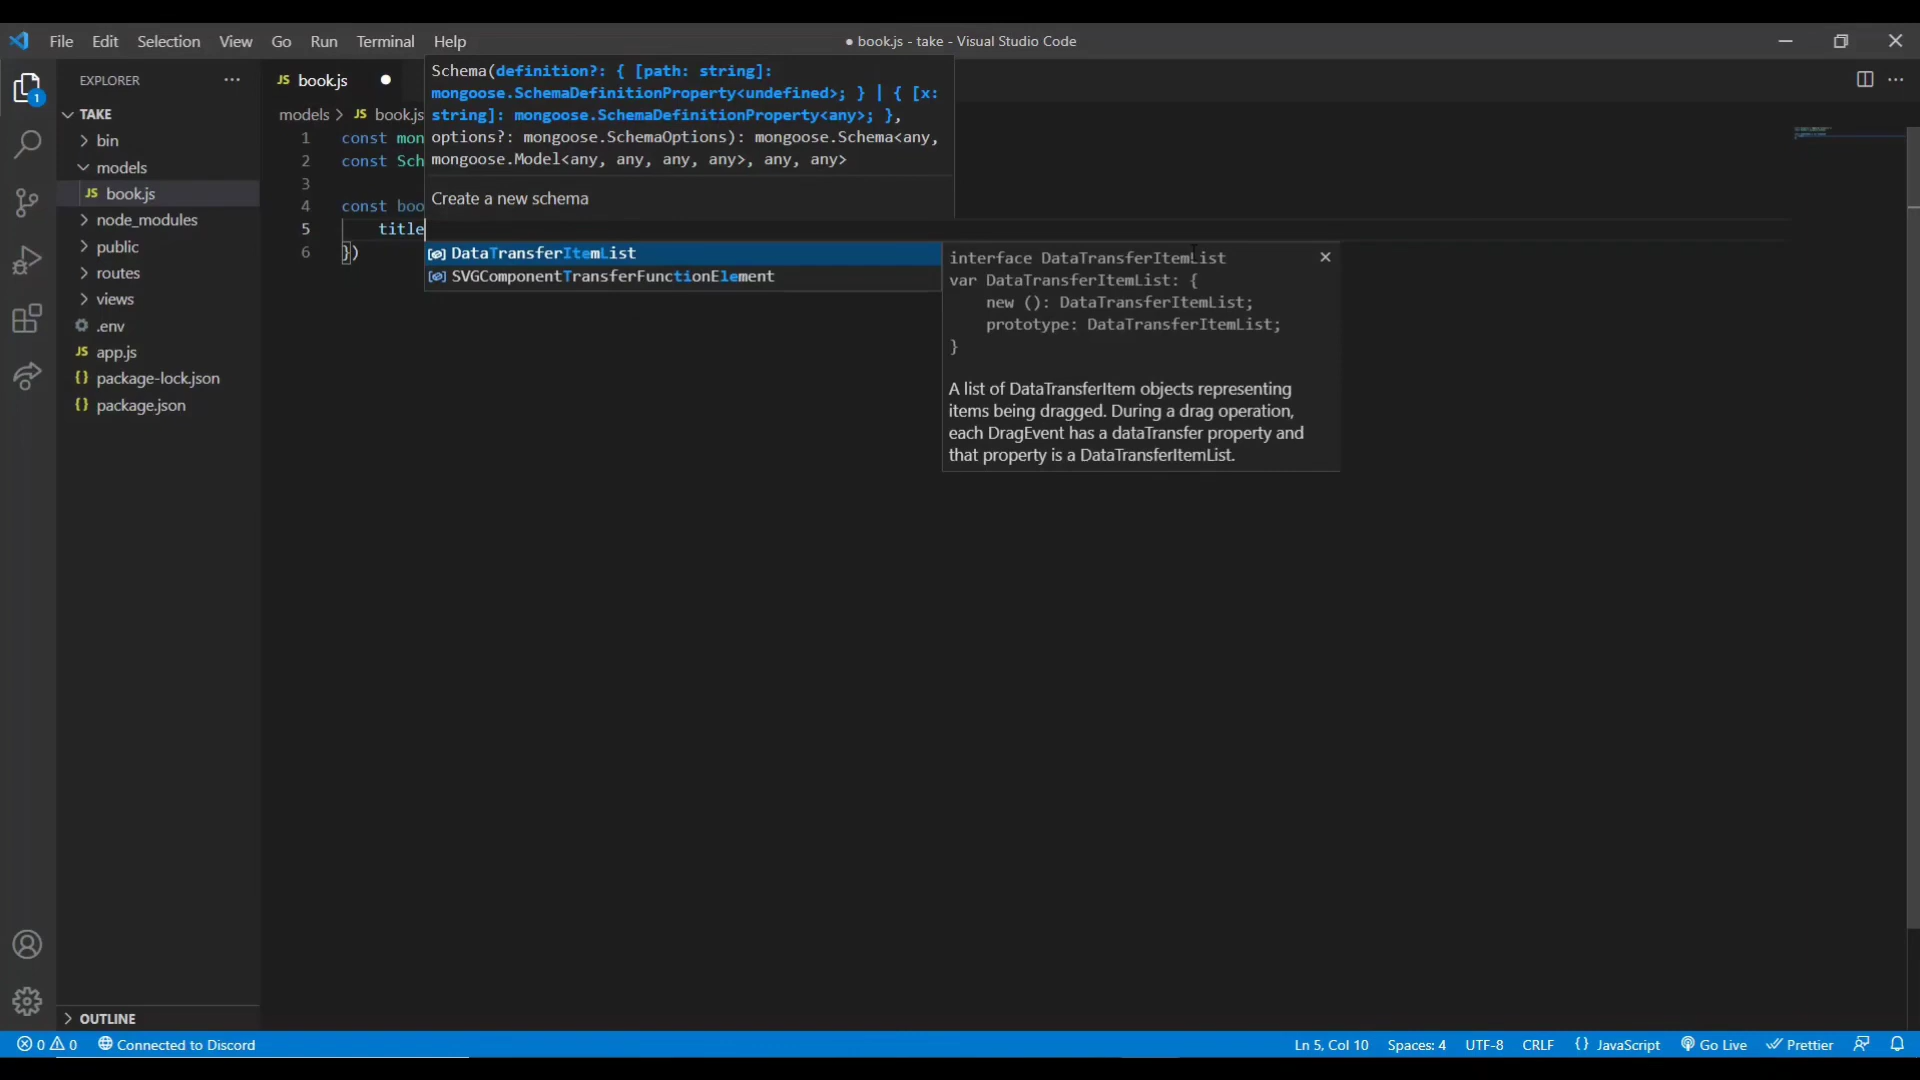 File Edit Selection View Go Run Terminal Help
● book.js - take - Visual Studio Code
EXPLORER ···
TAKE
bin
models
JS book.js
node_modules
public
routes
views
.env
JS app.js
{} package-lock.json
{} package.json
OUTLINE
1
JS book.js ●
models > JS book.js
1 const mon
2 const Sch
3
4 const boo
5 title
6 })
Schema(definition?: { [path: string]:
mongoose.SchemaDefinitionProperty<undefined>; } | { [x:
string]: mongoose.SchemaDefinitionProperty<any>; },
options?: mongoose.SchemaOptions): mongoose.Schema<any,
mongoose.Model<any, any, any, any>, any, any>
Create a new schema
DataTransferItemList
SVGComponentTransferFunctionElement
interface DataTransferItemList
var DataTransferItemList: {
new (): DataTransferItemList;
prototype: DataTransferItemList;
}
A list of DataTransferItem objects representing
items being dragged. During a drag operation,
each DragEvent has a dataTransfer property and
that property is a DataTransferItemList.
0 0 Connected to Discord
Ln 5, Col 10 Spaces: 4 UTF-8 CRLF {} JavaScript Go Live Prettier